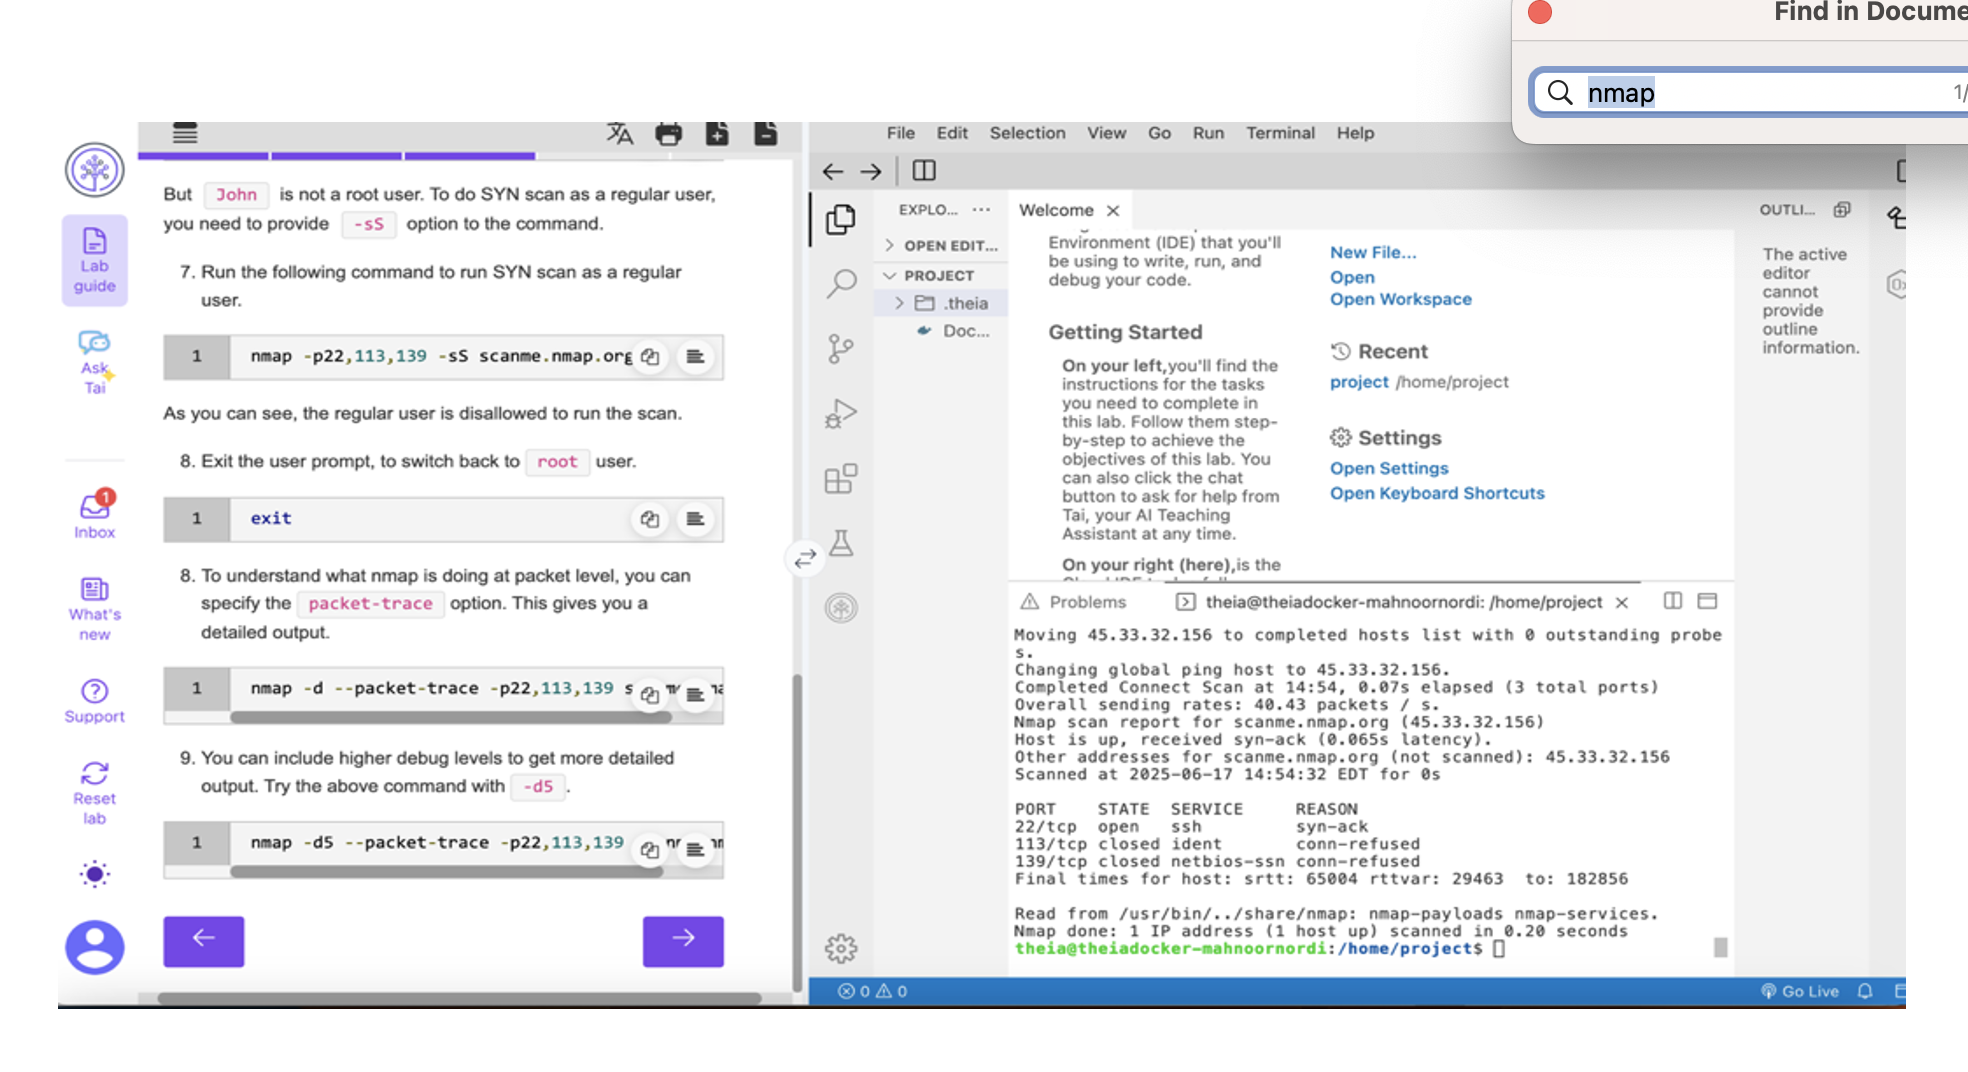 Find in Docume
nmap
1/
File Edit Selection View Go Run Terminal Help
Lab
guide
Ask
Tai
1
Inbox
What's
new
Support
Reset
lab
But John is not a root user. To do SYN scan as a regular user,
you need to provide -sS option to the command.
7. Run the following command to run SYN scan as a regular
user.
1 nmap -p22,113,139 -sS scanme.nmap.org
As you can see, the regular user is disallowed to run the scan.
8. Exit the user prompt, to switch back to root user.
1 exit
8. To understand what nmap is doing at packet level, you can
specify the packet-trace option. This gives you a
detailed output.
1 nmap -d --packet-trace -p22,113,139 s
9. You can include higher debug levels to get more detailed
output. Try the above command with -d5 .
1 nmap -d5 --packet-trace -p22,113,139
EXPLO... ...
OPEN EDIT...
PROJECT
.theia
Doc...
Welcome
Environment (IDE) that you'll
be using to write, run, and
debug your code.
Getting Started
On your left,you'll find the
instructions for the tasks
you need to complete in
this lab. Follow them step-
by-step to achieve the
objectives of this lab. You
can also click the chat
button to ask for help from
Tai, your AI Teaching
Assistant at any time.
On your right (here),is the
New File...
Open
Open Workspace
Recent
project /home/project
Settings
Open Settings
Open Keyboard Shortcuts
OUTLI...
The active
editor
cannot
provide
outline
information.
Problems theia@theiadocker-mahnoornordi: /home/project
Moving 45.33.32.156 to completed hosts list with 0 outstanding probe
s.
Changing global ping host to 45.33.32.156.
Completed Connect Scan at 14:54, 0.07s elapsed (3 total ports)
Overall sending rates: 40.43 packets / s.
Nmap scan report for scanme.nmap.org (45.33.32.156)
Host is up, received syn-ack (0.065s latency).
Other addresses for scanme.nmap.org (not scanned): 45.33.32.156
Scanned at 2025-06-17 14:54:32 EDT for 0s
PORT STATE SERVICE REASON
22/tcp open ssh syn-ack
113/tcp closed ident conn-refused
139/tcp closed netbios-ssn conn-refused
Final times for host: srtt: 65004 rttvar: 29463 to: 182856
Read from /usr/bin/../share/nmap: nmap-payloads nmap-services.
Nmap done: 1 IP address (1 host up) scanned in 0.20 seconds
theia@theiadocker-mahnoornordi:/home/project$
0 0
Go Live